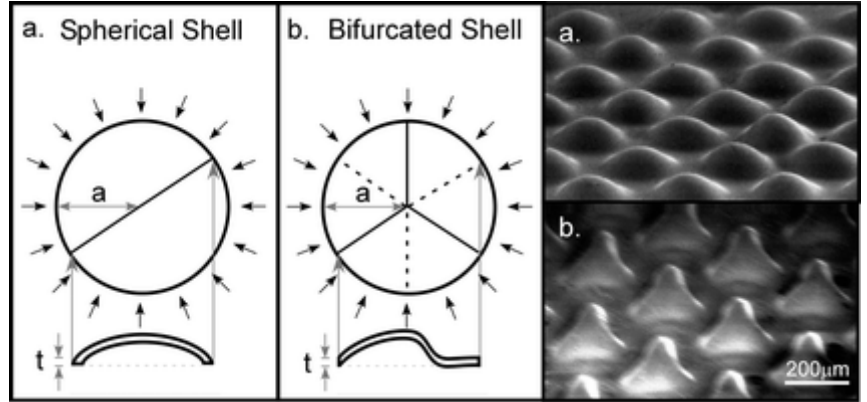 a. Spherical Shell
a
t
b. Bifurcated Shell
a
t
a.
b.
200μm